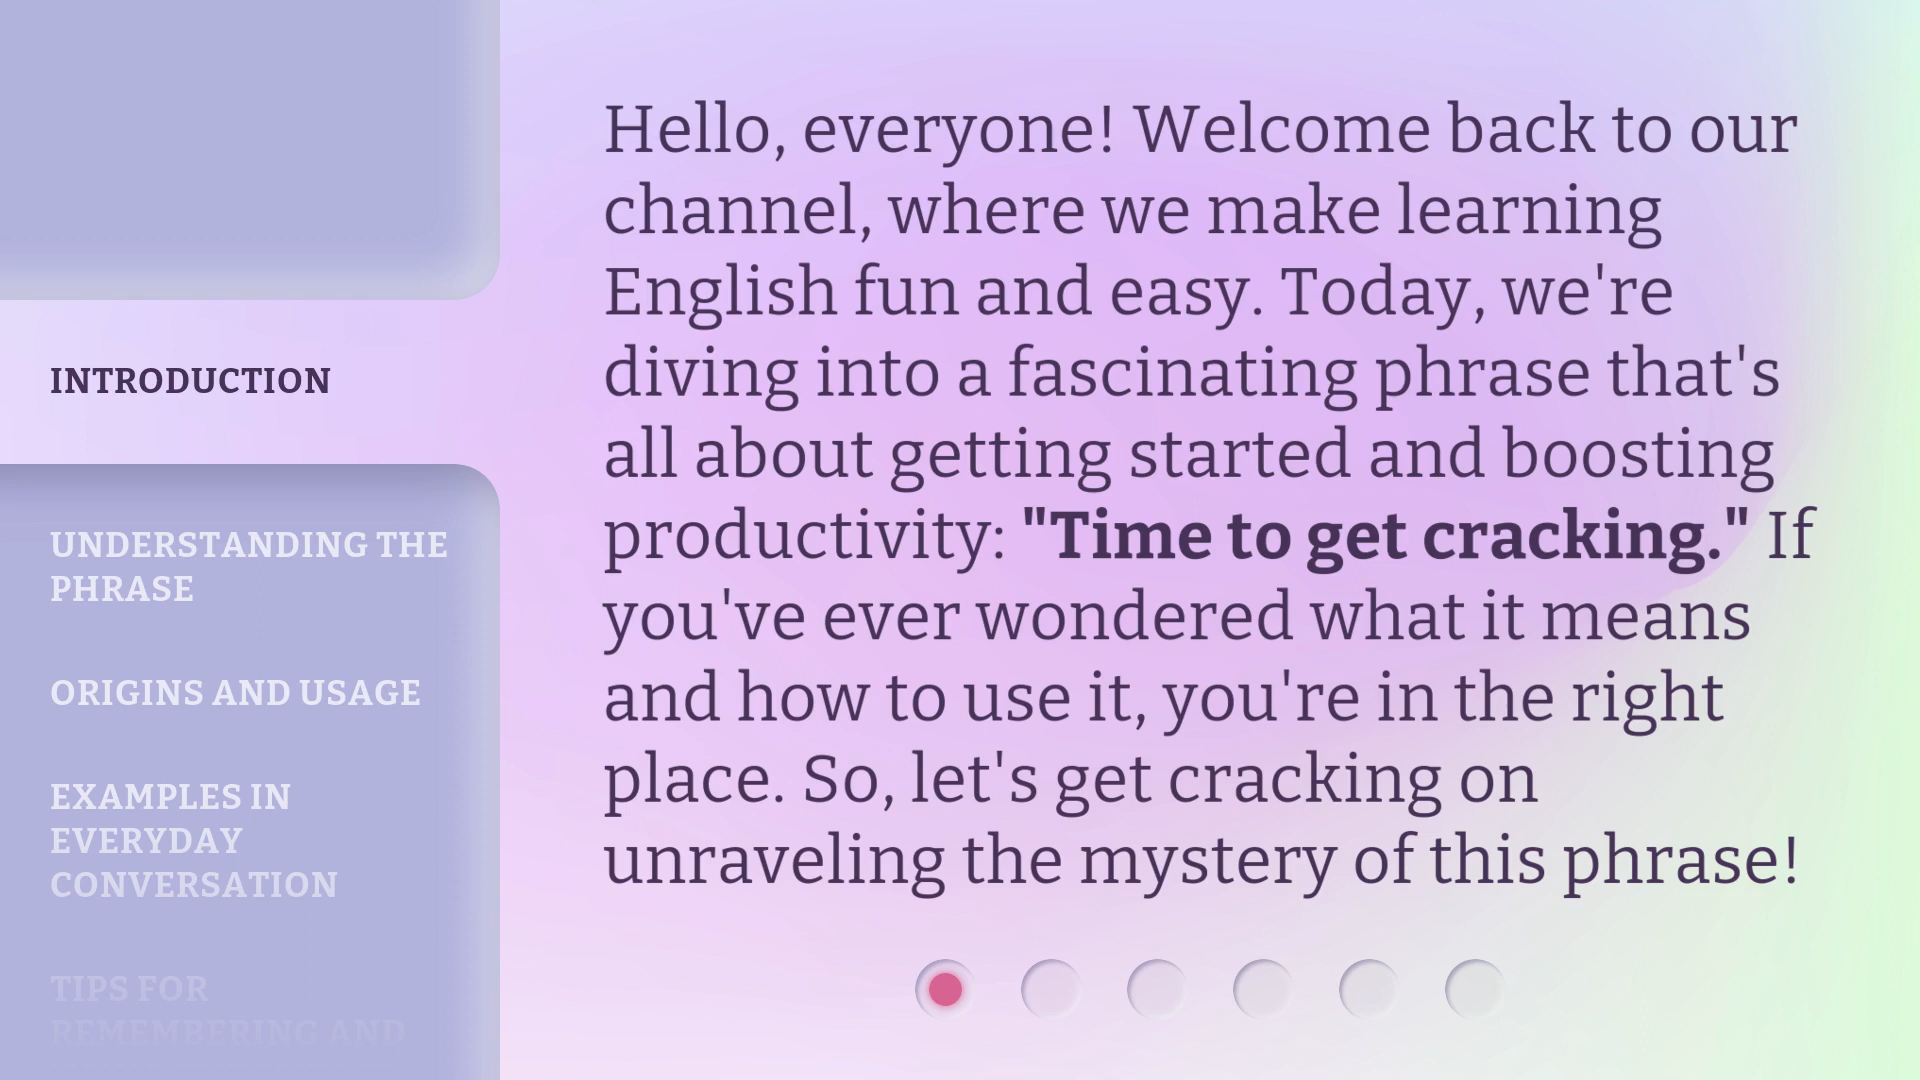 INTRODUCTION
UNDERSTANDING THE
PHRASE
ORIGINS AND USAGE
EXAMPLES IN
EVERYDAY
CONVERSATION
TIPS FOR
REMEMBERING AND
Hello, everyone! Welcome back to our
channel, where we make learning
English fun and easy. Today, we're
diving into a fascinating phrase that's
all about getting started and boosting
productivity: "Time to get cracking." If
you've ever wondered what it means
and how to use it, you're in the right
place. So, let's get cracking on
unraveling the mystery of this phrase!